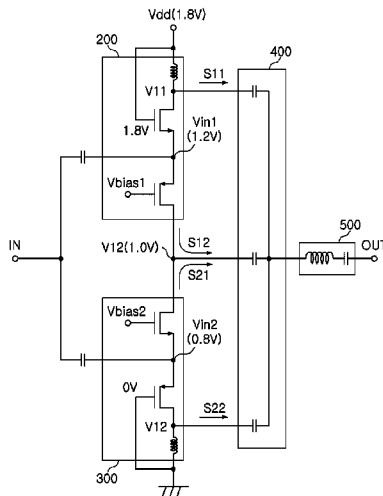 Vdd(1.8V)
200
400
S11
V11
1.8V
Vin1
(1.2V)
Vbias1
500
IN
S12
OUT
V12(1.0V)
S21
Vbias2
Vin2
(0.8V)
0V
S22
V12
300